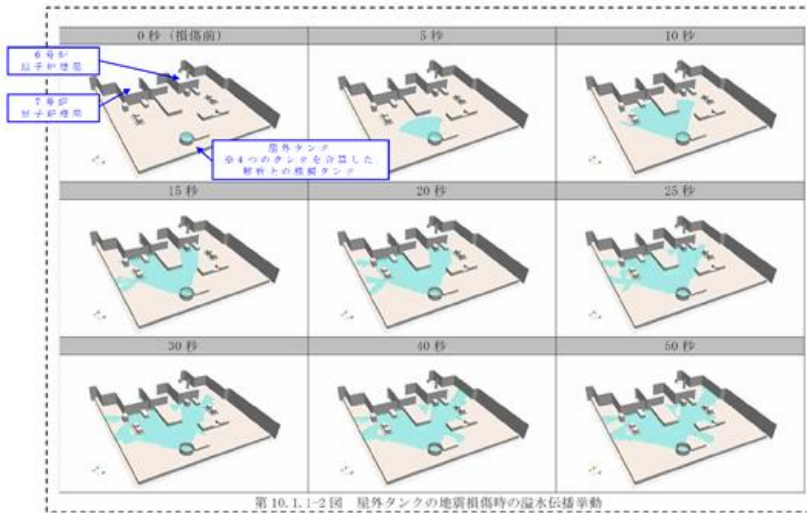 0秒（損傷前）
5秒
10秒
6号炉
原子炉建屋
7号炉
原子炉建屋
屋外タンク
※4つのタンクを合算した
解析上の模擬タンク
15秒
20秒
25秒
30秒
40秒
50秒
第10.1.1-2図　屋外タンクの地震損傷時の溢水伝播挙動